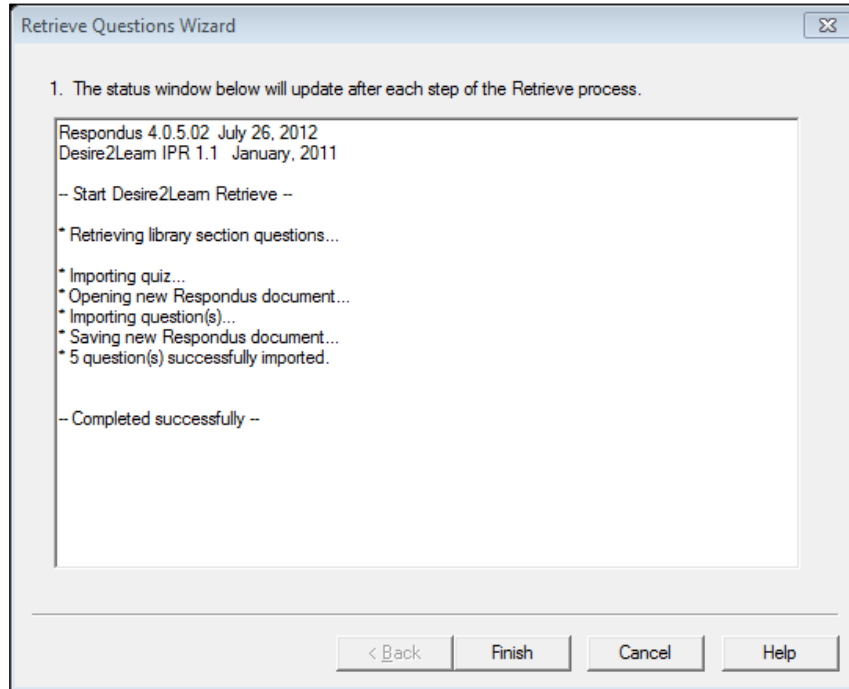 Retrieve Questions Wizard
1. The status window below will update after each step of the Retrieve process.
Respondus 4.0.5.02 July 26, 2012
Desire2Learn IPR 1.1 January, 2011
-- Start Desire2Learn Retrieve --
* Retrieving library section questions...
* Importing quiz...
* Opening new Respondus document...
* Importing question(s)...
* Saving new Respondus document...
* 5 question(s) successfully imported.
-- Completed successfully --
< Back
Finish
Cancel
Help